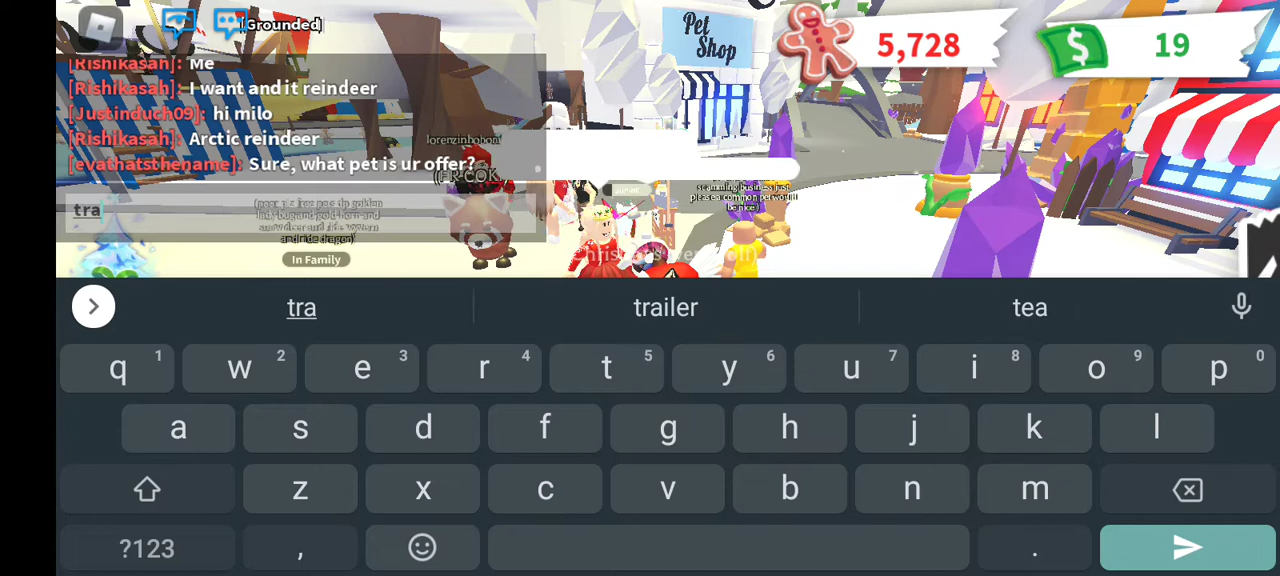 [Grounded]
Pet
Shop
5,728
$ 19
[Rishikasah]: Me
[Rishikasah]: I want and it reindeer
[Justinduch09]: hi milo
[Rishikasah]: Arctic reindeer
[evathatsthename]: Sure, what pet is ur offer?
tra
In Family
tra trailer tea
q 1 w 2 e 3 r 4 t 5 y 6 u 7 i 8 o 9 p 0
a s d f g h j k l
z x c v b n m
?123 , .